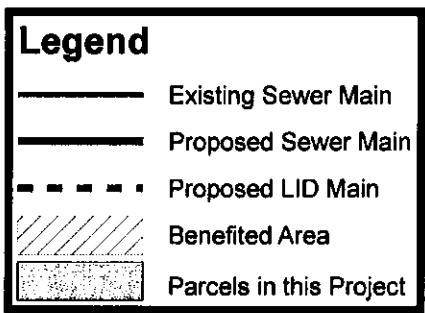 Legend
Existing Sewer Main
Proposed Sewer Main
Proposed LID Main
Benefited Area
Parcels in this Project